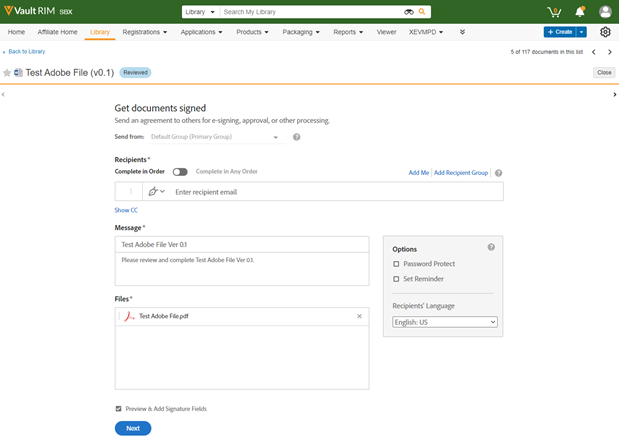 Vault RIM SBX
Library Search My Library
Create
Home Affiliate Home Library Registrations Applications Products Packaging Reports Viewer XEVMPD
Back to Library
5 of 117 documents in this list
Test Adobe File (v0.1) Reviewed
Close
Get documents signed
Send an agreement to others for e-signing, approval, or other processing.
Send from: Default Group (Primary Group)
Recipients*
Complete in Order Complete in Any Order
Add Me Add Recipient Group
1 Enter recipient email
Show CC
Message*
Test Adobe File Ver 0.1
Please review and complete Test Adobe File Ver 0.1.
Options
Password Protect
Set Reminder
Recipients' Language
English: US
Files*
Test Adobe File.pdf
Preview & Add Signature Fields
Next